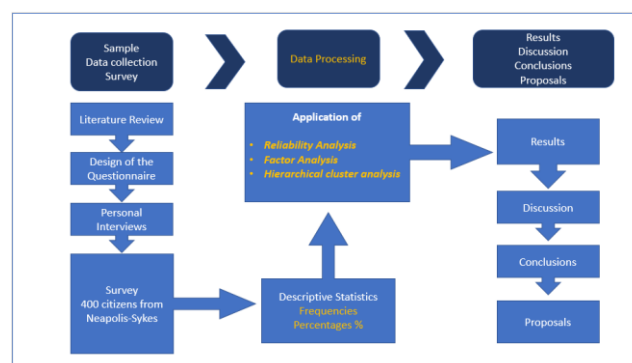 Sample
Data collection
Survey
Data Processing
Results
Discussion
Conclusions
Proposals
Literature Review
Design of the
Questionnaire
Personal
Interviews
Survey
400 citizens from
Neapolis-Sykes
Application of
• Reliability Analysis
• Factor Analysis
• Hierarchical cluster analysis
Descriptive Statistics
Frequencies
Percentages %
Results
Discussion
Conclusions
Proposals